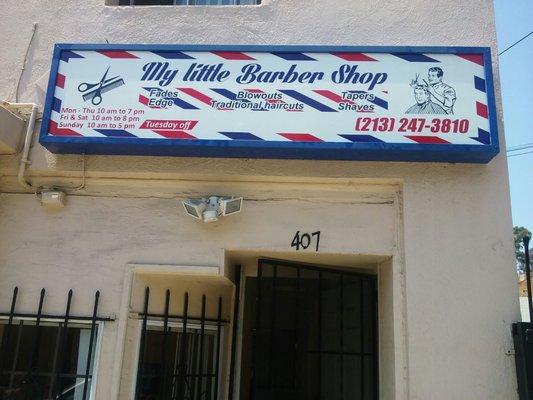 My little Barber Shop
Fades Blowouts Tapers
Edge Traditional haircuts Shaves
Mon - Thu 10 am to 7 pm
Fri & Sat 10 am to 8 pm
Sunday 10 am to 5 pm
Tuesday off
(213) 247-3810
407